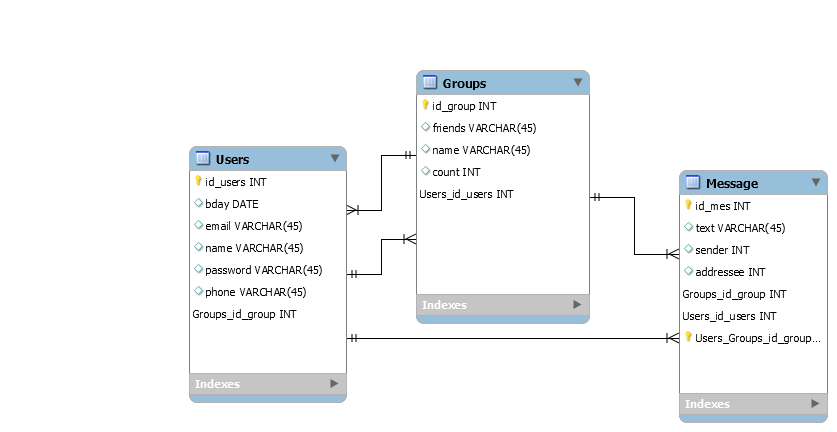 Groups
id_group INT
friends VARCHAR(45)
name VARCHAR(45)
count INT
Users_id_users INT
Indexes
Users
id_users INT
bday DATE
email VARCHAR(45)
name VARCHAR(45)
password VARCHAR(45)
phone VARCHAR(45)
Groups_id_group INT
Indexes
Message
id_mes INT
text VARCHAR(45)
sender INT
addressee INT
Groups_id_group INT
Users_id_users INT
Users_Groups_id_group...
Indexes